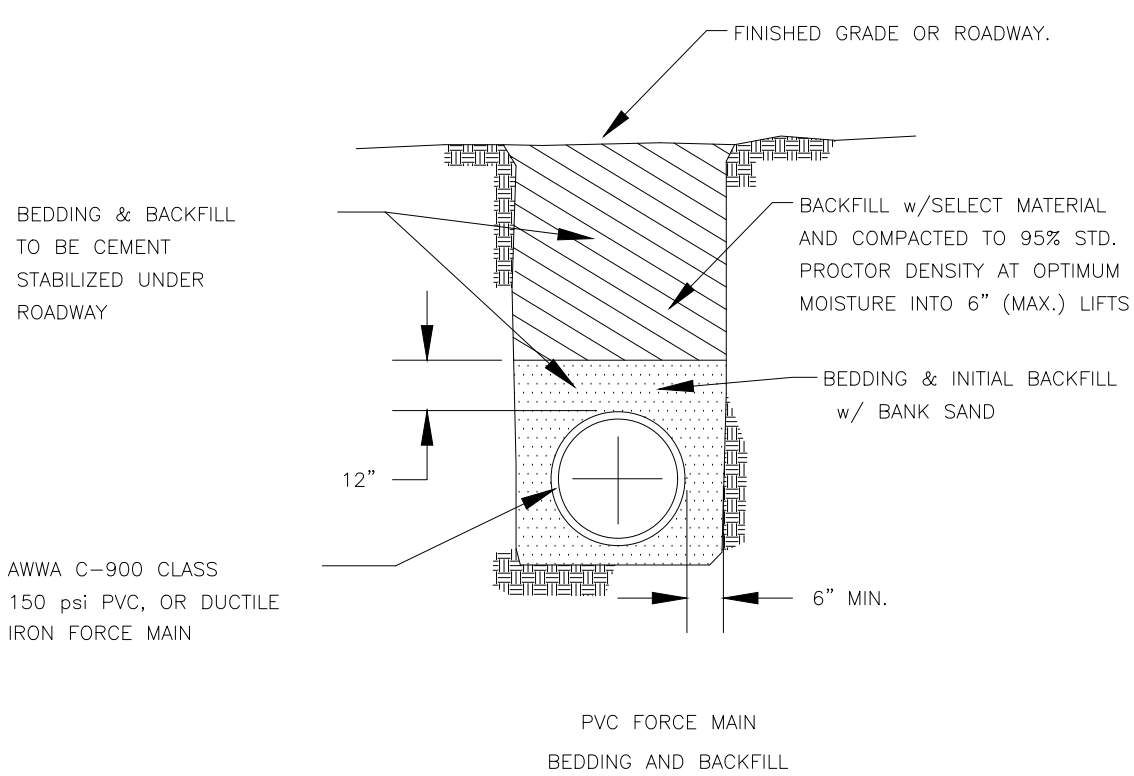 FINISHED GRADE OR ROADWAY.
BEDDING & BACKFILL
TO BE CEMENT
STABILIZED UNDER
ROADWAY
BACKFILL w/SELECT MATERIAL
AND COMPACTED TO 95% STD.
PROCTOR DENSITY AT OPTIMUM
MOISTURE INTO 6" (MAX.) LIFTS
BEDDING & INITIAL BACKFILL
w/ BANK SAND
12"
AWWA C-900 CLASS
150 psi PVC, OR DUCTILE
IRON FORCE MAIN
6" MIN.
PVC FORCE MAIN
BEDDING AND BACKFILL